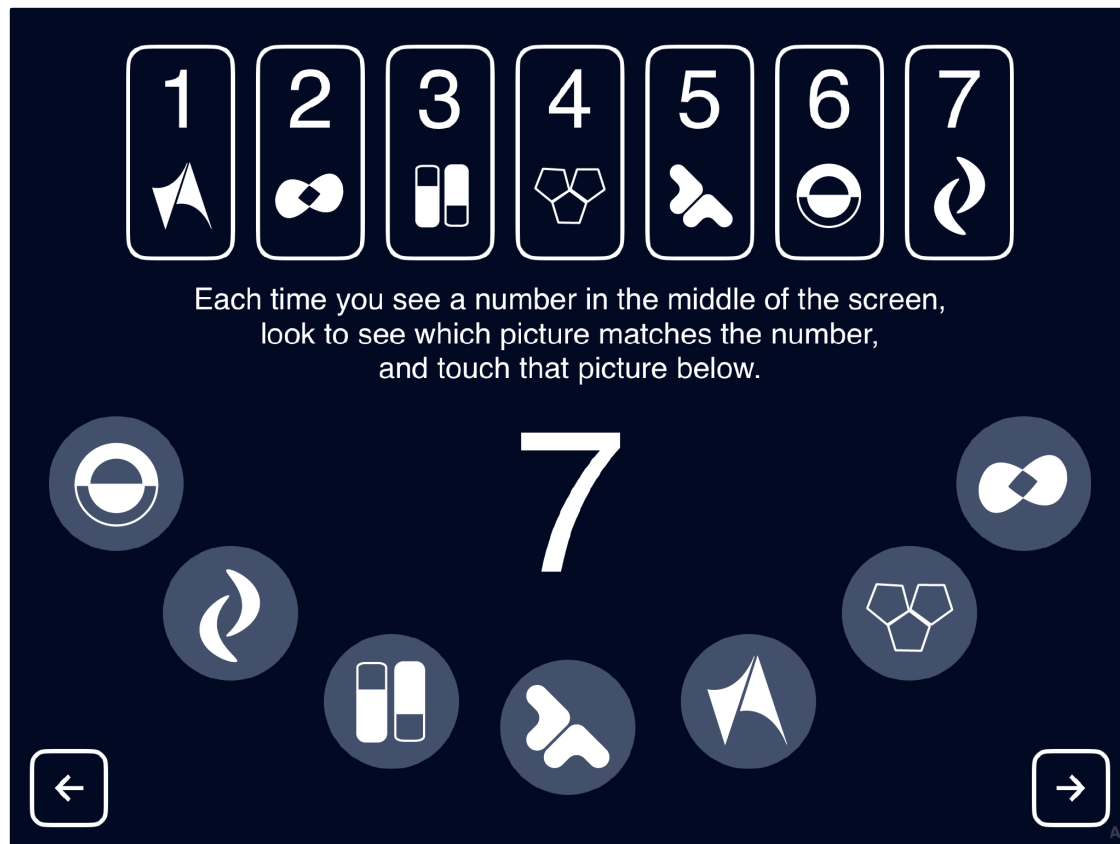 1 2 3 4 5 6 7
Each time you see a number in the middle of the screen,
look to see which picture matches the number,
and touch that picture below.
7